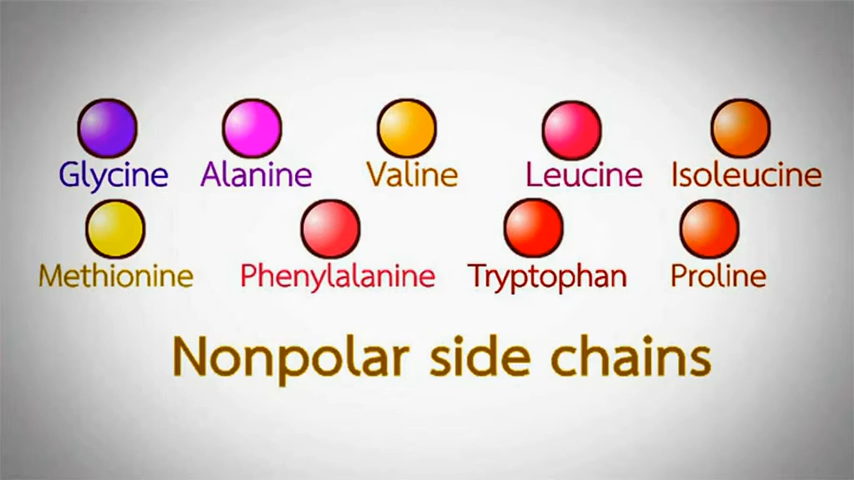 Glycine Alanine Valine Leucine Isoleucine
Methionine Phenylalanine Tryptophan Proline
Nonpolar side chains